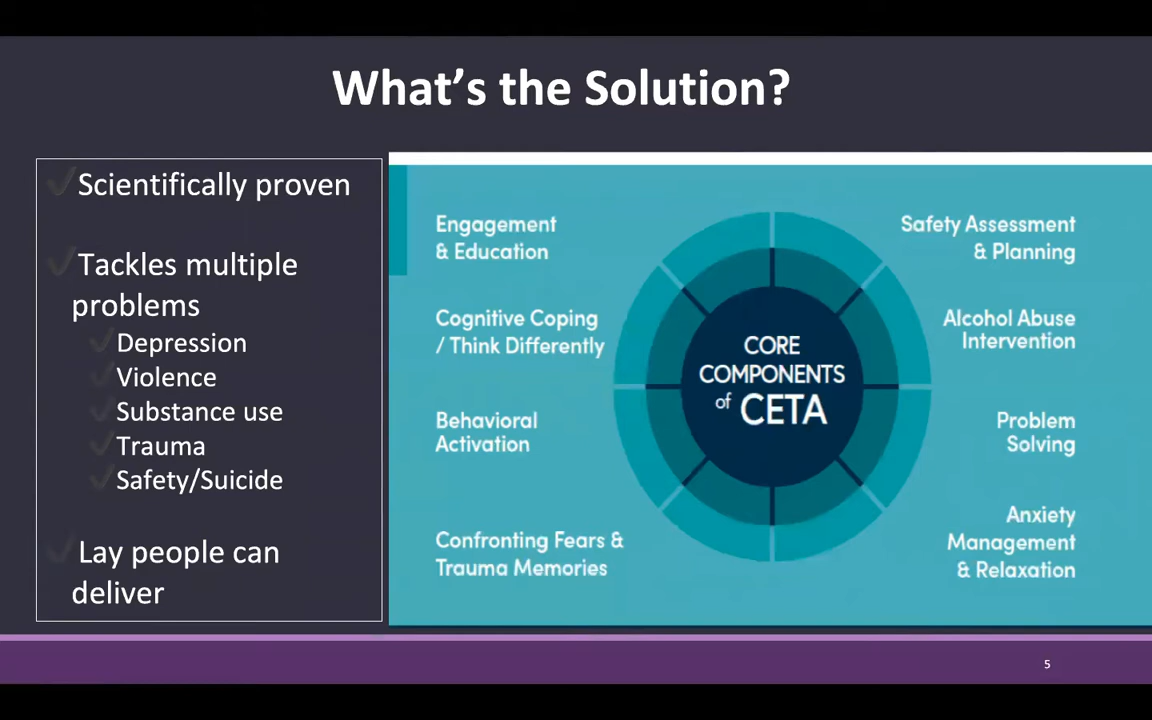 What's the Solution?
Scientifically proven
Tackles multiple
problems
Depression
Violence
Substance use
Trauma
Safety/Suicide
Lay people can
deliver
Engagement
& Education
Cognitive Coping
/ Think Differently
Behavioral
Activation
Confronting Fears &
Trauma Memories
CORE
COMPONENTS
of CETA
Safety Assessment
& Planning
Alcohol Abuse
Intervention
Problem
Solving
Anxiety
Management
& Relaxation
5